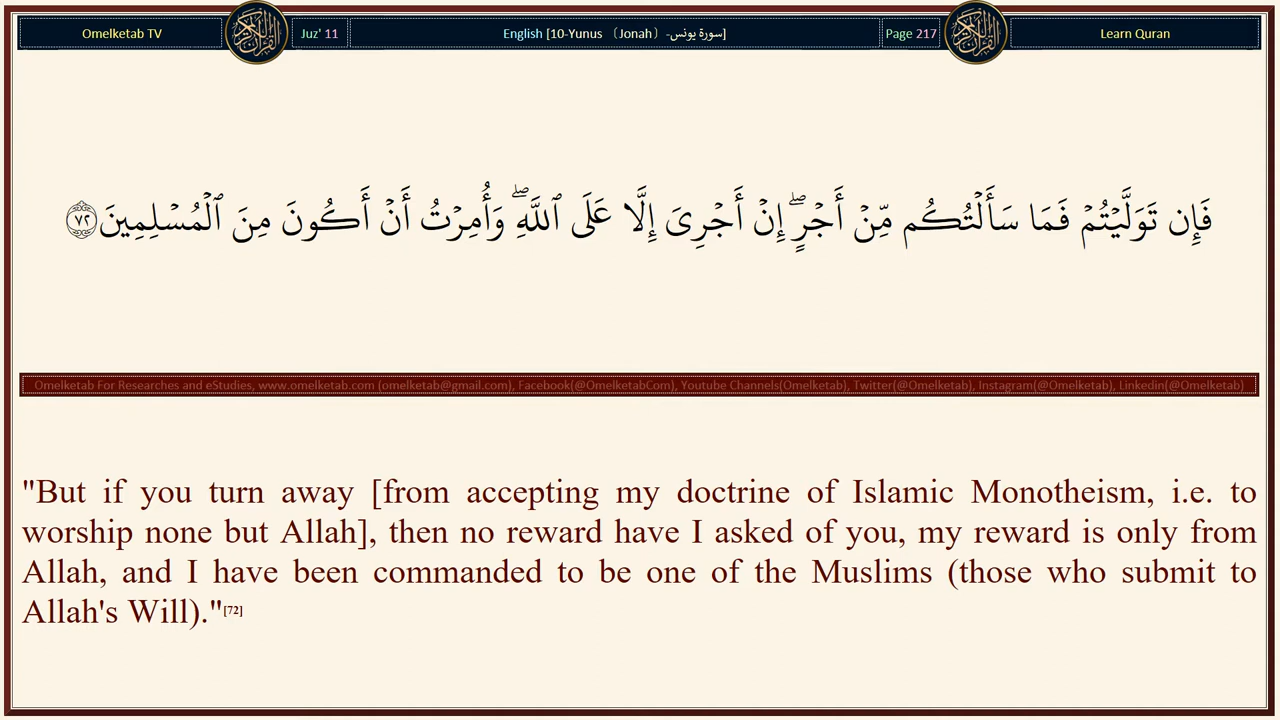 Omelketab TV
Juz' 11
English [10-Yunus （Jonah）-سورة يونس]
Page 217
Learn Quran
فَإِن تَوَلَّيْتُمْ فَمَا سَأَلْتُكُم مِّنْ أَجْرٍ ۖ إِنْ أَجْرِىَ إِلَّا عَلَى ٱللَّهِ ۖ وَأُمِرْتُ أَنْ أَكُونَ مِنَ ٱلْمُسْلِمِينَ ٧٢
Omelketab For Researches and eStudies, www.omelketab.com (omelketab@gmail.com), Facebook(@OmelketabCom), Youtube Channels(Omelketab), Twitter(@Omelketab), Instagram(@Omelketab), Linkedin(@Omelketab)
"But if you turn away [from accepting my doctrine of Islamic Monotheism, i.e. to
worship none but Allah], then no reward have I asked of you, my reward is only from
Allah, and I have been commanded to be one of the Muslims (those who submit to
Allah's Will)."[72]